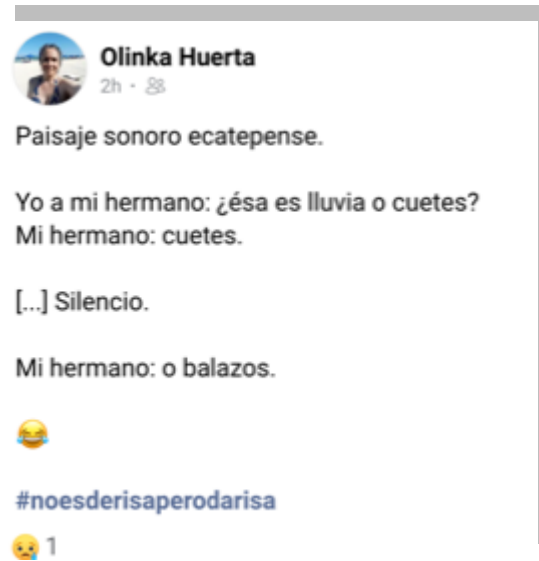 Olinka Huerta
2h ·
Paisaje sonoro ecatepense.
Yo a mi hermano: ¿ésa es lluvia o cuetes?
Mi hermano: cuetes.
[...] Silencio.
Mi hermano: o balazos.
😂
#noesderisaperodarisa
😢 1